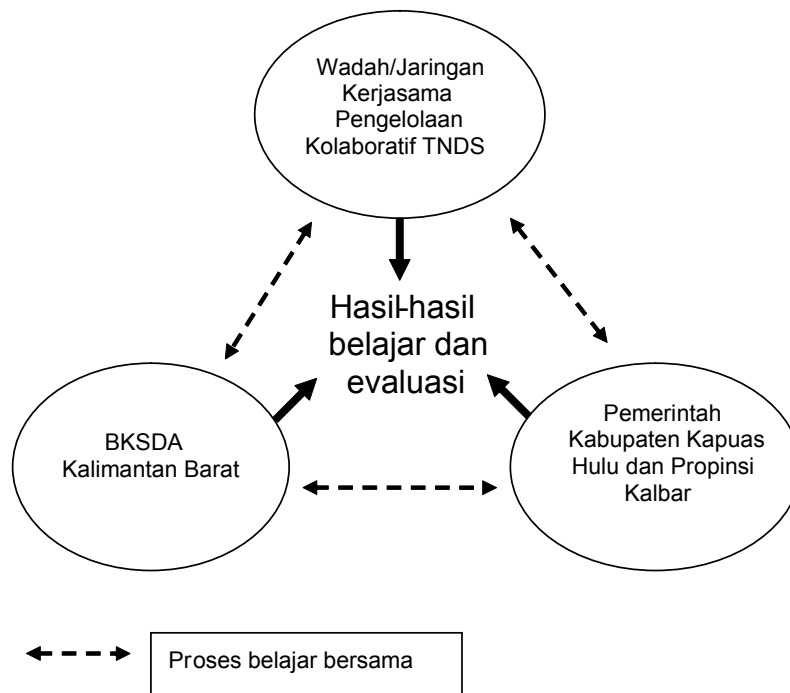 Wadah/Jaringan
Kerjasama
Pengelolaan
Kolaboratif TNDS
Hasil-hasil
belajar dan
evaluasi
BKSDA
Kalimantan Barat
Pemerintah
Kabupaten Kapuas
Hulu dan Propinsi
Kalbar
Proses belajar bersama